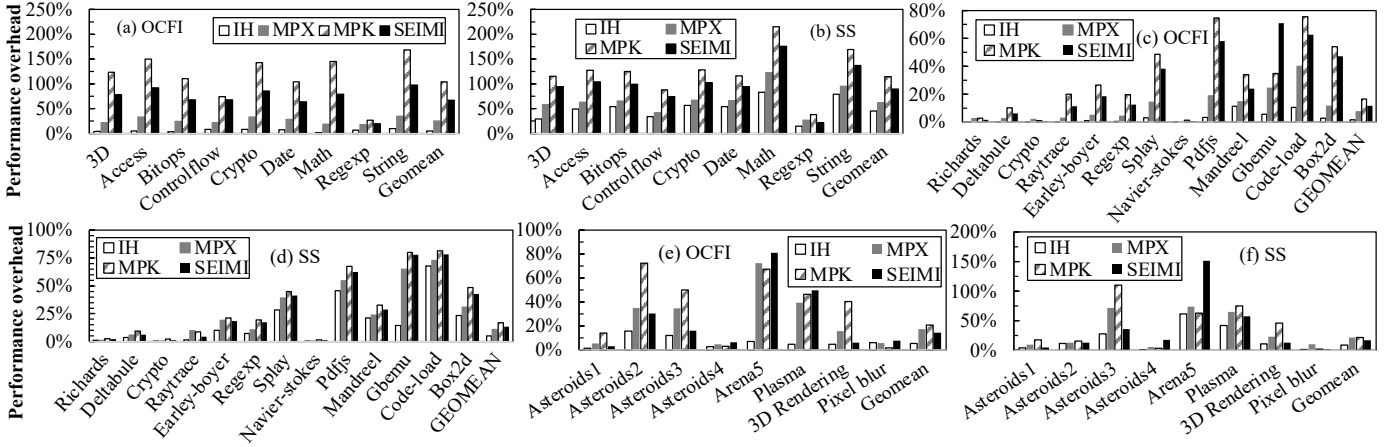 Performance overhead
250%
200%
150%
100%
50%
0%
(a) OCFI
IH MPX MPK SEIMI
3D
Access
Bitops
Controlflow
Crypto
Date
Math
Regexp
String
Geomean
250%
200%
150%
100%
50%
0%
IH MPX
MPK SEIMI
(b) SS
3D
Access
Bitops
Controlflow
Crypto
Date
Math
Regexp
String
Geomean
80%
60%
40%
20%
0%
IH MPX
MPK SEIMI
(c) OCFI
Richards
Deltabule
Crypto
Raytrace
Earley-boyer
Regexp
Splay
Navier-stokes
Pdfjs
Mandreel
Gbemu
Code-load
Box2d
GEOMEAN
Performance overhead
100%
75%
50%
25%
0%
IH MPX
MPK SEIMI
(d) SS
Richards
Deltabule
Crypto
Raytrace
Earley-boyer
Regexp
Splay
Navier-stokes
Pdfjs
Mandreel
Gbemu
Code-load
Box2d
GEOMEAN
100%
80%
60%
40%
20%
0%
(e) OCFI
IH MPX
MPK SEIMI
Asteroids1
Asteroids2
Asteroids3
Asteroids4
Arena5
Plasma
3D Rendering
Pixel blur
Geomean
200%
150%
100%
50%
0%
IH MPX
MPK SEIMI
(f) SS
Asteroids1
Asteroids2
Asteroids3
Asteroids4
Arena5
Plasma
3D Rendering
Pixel blur
Geomean